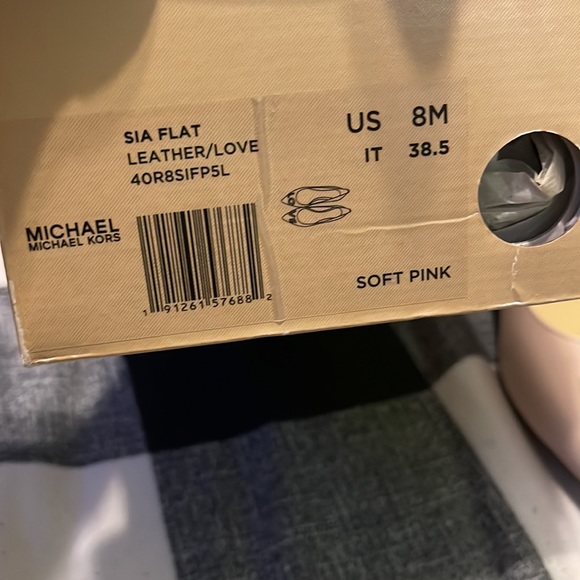 SIA FLAT
LEATHER/LOVE
40R8SIFP5L
MICHAEL
MICHAEL KORS
1 91261 57688 2
US 8M
IT 38.5
SOFT PINK